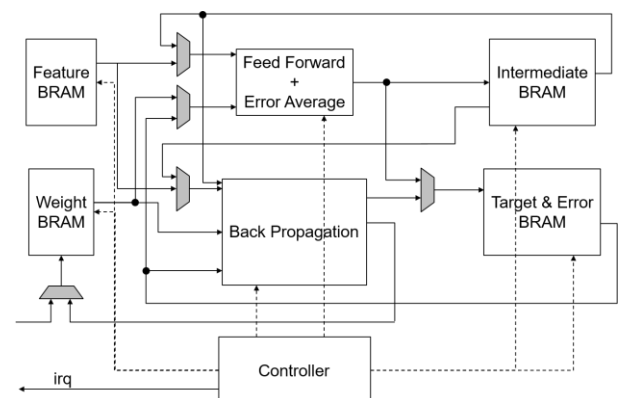 Feature
BRAM
Feed Forward
+
Error Average
Intermediate
BRAM
Weight
BRAM
Back Propagation
Target & Error
BRAM
Controller
irq